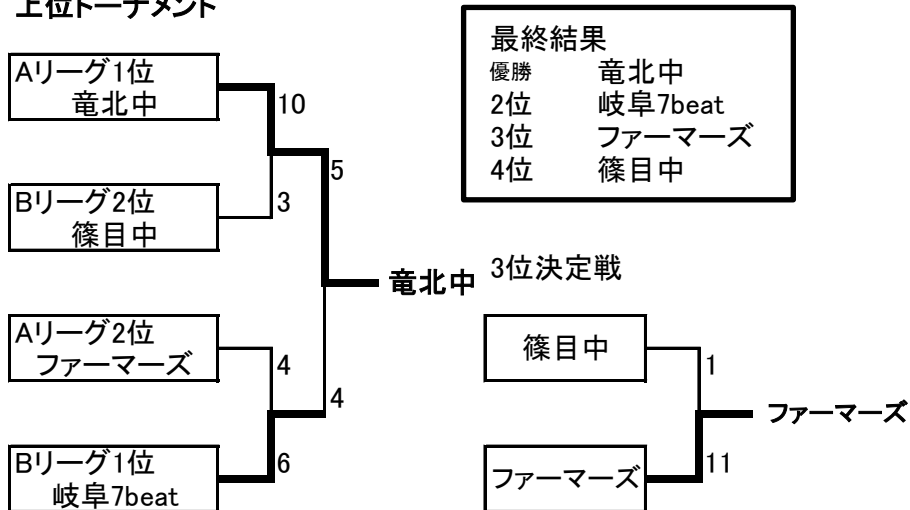 上位トーナメント
Aリーグ1位
竜北中
10
5
Bリーグ2位
篠目中
3
竜北中
Aリーグ2位
ファーマーズ
4
4
Bリーグ1位
岐阜7beat
6
最終結果
優勝 竜北中
2位 岐阜7beat
3位 ファーマーズ
4位 篠目中
3位決定戦
篠目中
1
ファーマーズ
ファーマーズ
11